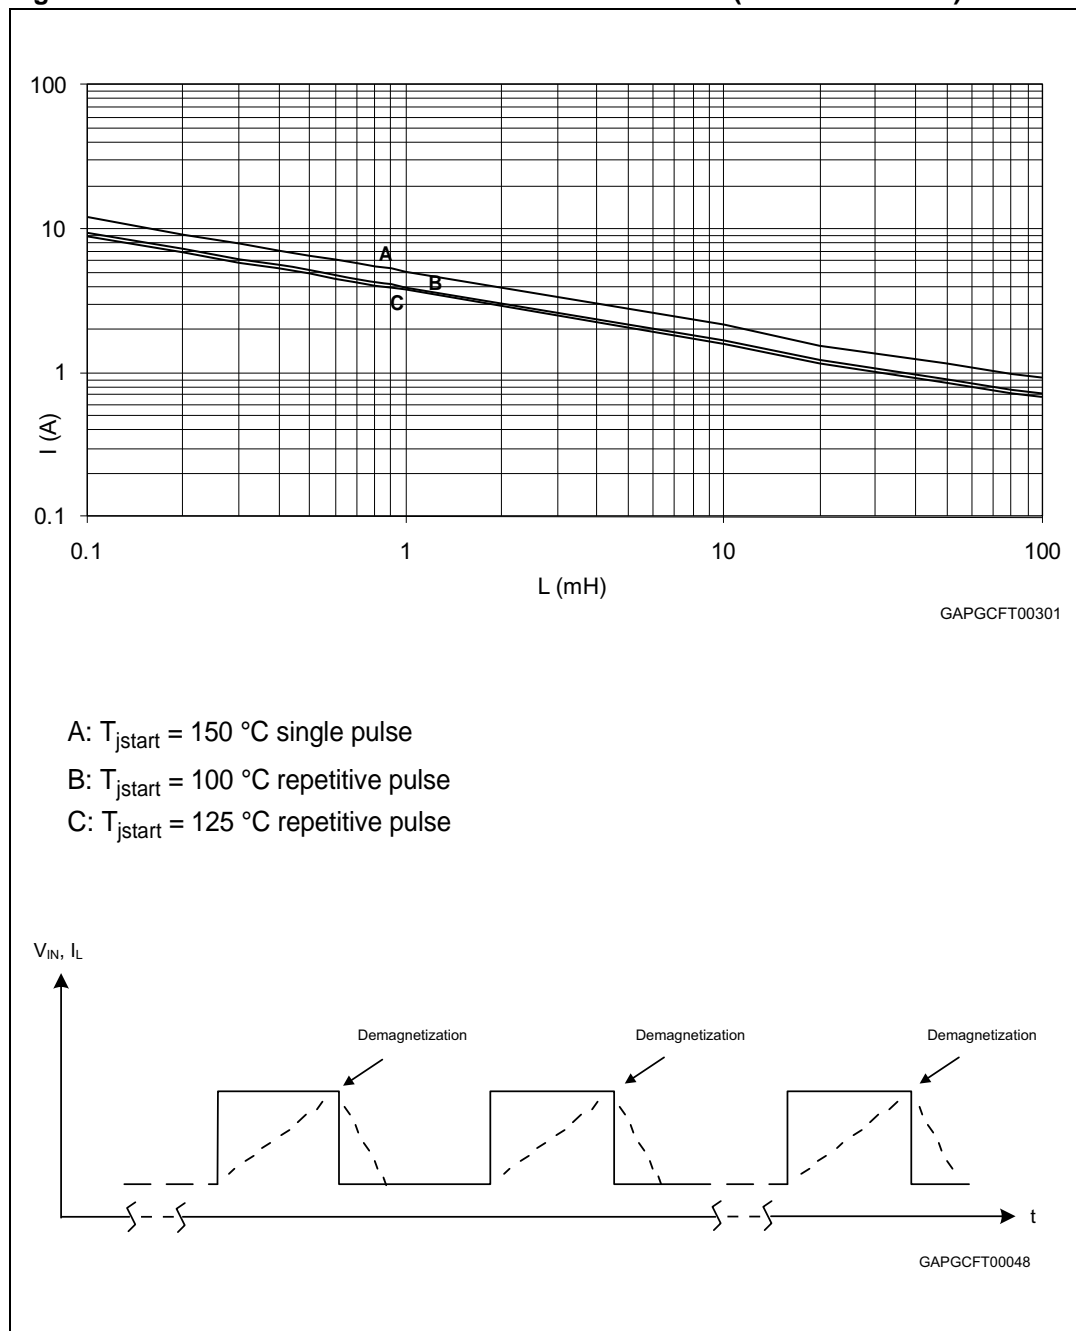 100
10
1
0.1
I (A)
A
B
C
0.1 1 10 100
L (mH)
GAPGCFT00301
A: Tjstart = 150 °C single pulse
B: Tjstart = 100 °C repetitive pulse
C: Tjstart = 125 °C repetitive pulse
VIN, IL
Demagnetization Demagnetization Demagnetization
t
GAPGCFT00048